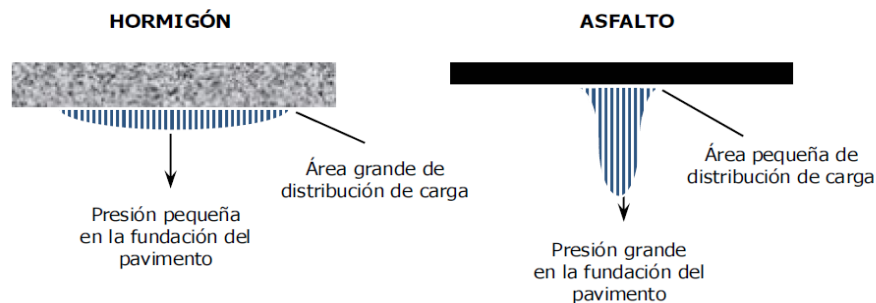 HORMIGÓN
Área grande de
distribución de carga
Presión pequeña
en la fundación del
pavimento
ASFALTO
Área pequeña de
distribución de carga
Presión grande
en la fundación del
pavimento